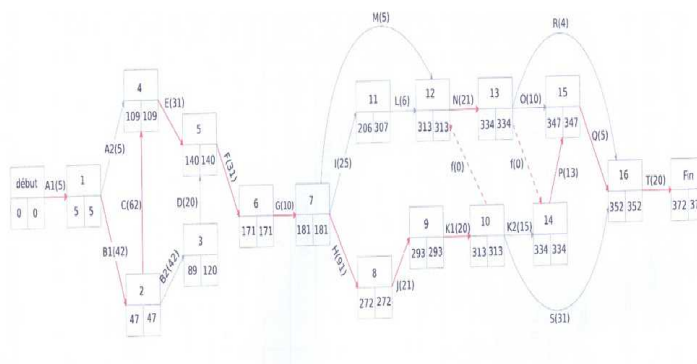 M(5)
R(4)
4
109 109
E(31)
A2(5)
5
140 140
F(31)
11
206 307
L(6)
12
313 313
N(21)
13
334 334
O(10)
15
347 347
Q(5)
début
0 0
A1(5)
1
5 5
C(62)
D(20)
I(25)
f(0)
f(0)
P(13)
6
171 171
G(10)
7
181 181
16
352 352
T(20)
Fin
372
B1(42)
B2(42)
3
89 120
H(91)
9
293 293
K1(20)
10
313 313
K2(15)
14
334 334
2
47 47
8
272 272
J(21)
S(31)